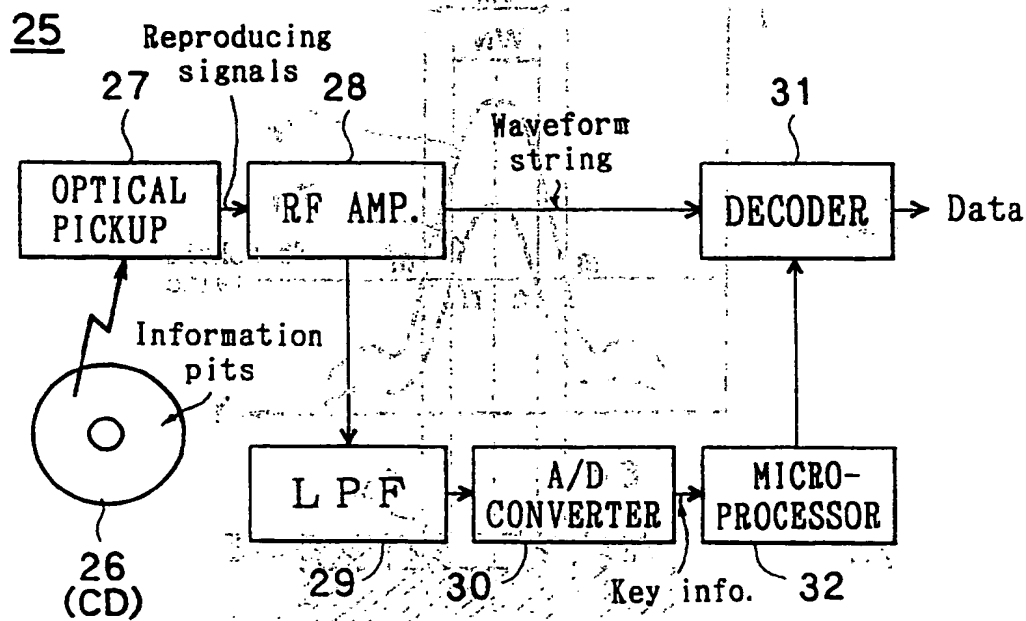 25
Reproducing
signals
27
28
31
Waveform
string
OPTICAL
PICKUP
RF AMP.
DECODER
Data
Information
pits
LPF
A/D
CONVERTER
MICRO-
PROCESSOR
26
(CD)
29
30
Key info.
32